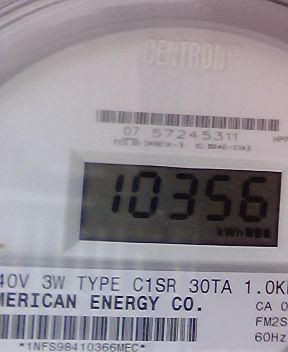 CENTRON®
07 57245311
10356
kWh
40V 3W TYPE C1SR 30TA 1.0K
MERICAN ENERGY CO.
CA 0
FM2S
60Hz
*1NFS98410366MEC*